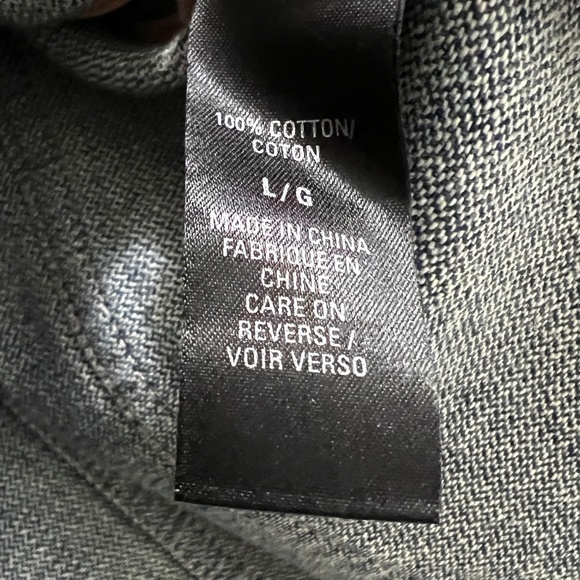 100% COTTON/
COTON
L/G
MADE IN CHINA
FABRIQUE EN
CHINE
CARE ON
REVERSE /
VOIR VERSO